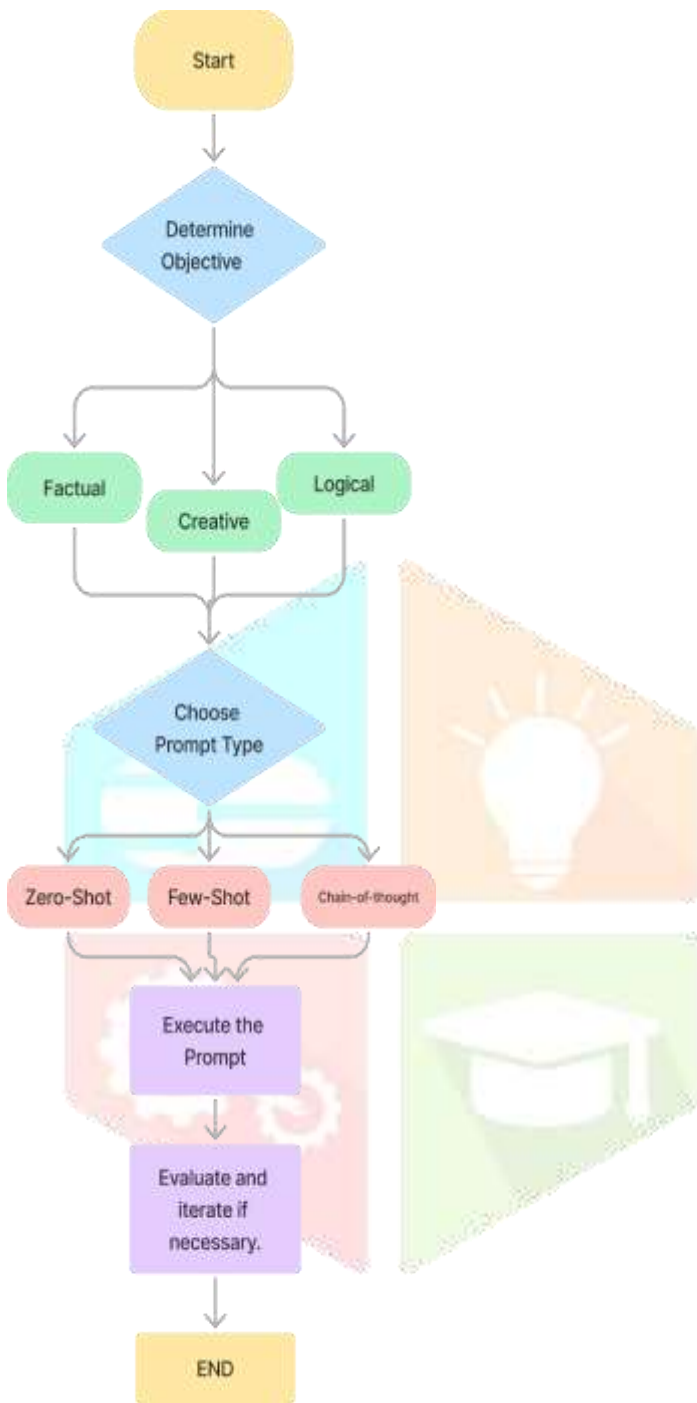 Start
Determine
Objective
Factual
Creative
Logical
Choose
Prompt Type
Zero-Shot
Few-Shot
Chain-of-thought
Execute the
Prompt
Evaluate and
iterate if
necessary.
END